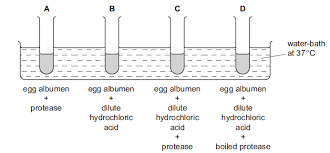 A B C D
water-bath
at 37°C
egg albumen
+
protease
egg albumen
+
dilute
hydrochloric
acid
egg albumen
+
dilute
hydrochloric
acid
+
protease
egg albumen
+
dilute
hydrochloric
acid
+
boiled protease